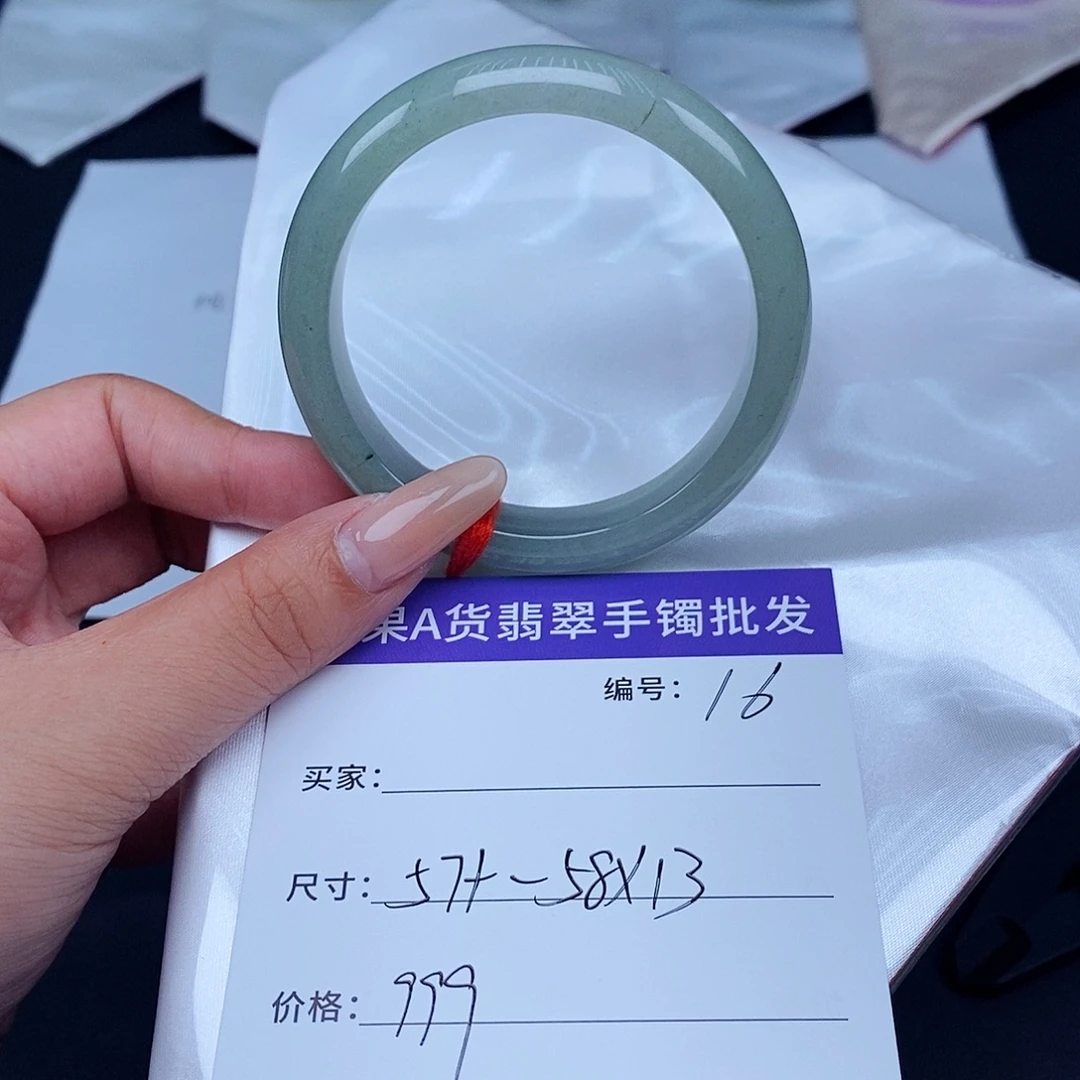 果A货翡翠手镯批发
编号: 16
买家:
尺寸: 57+-58X13
价格: 999